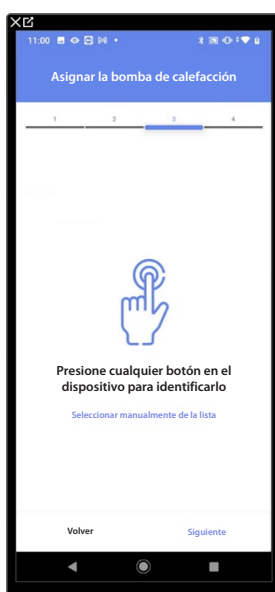 11:00
Asignar la bomba de calefacción
1 2 3 4
Presione cualquier botón en el
dispositivo para identificarlo
Seleccionar manualmente de la lista
Volver Siguiente